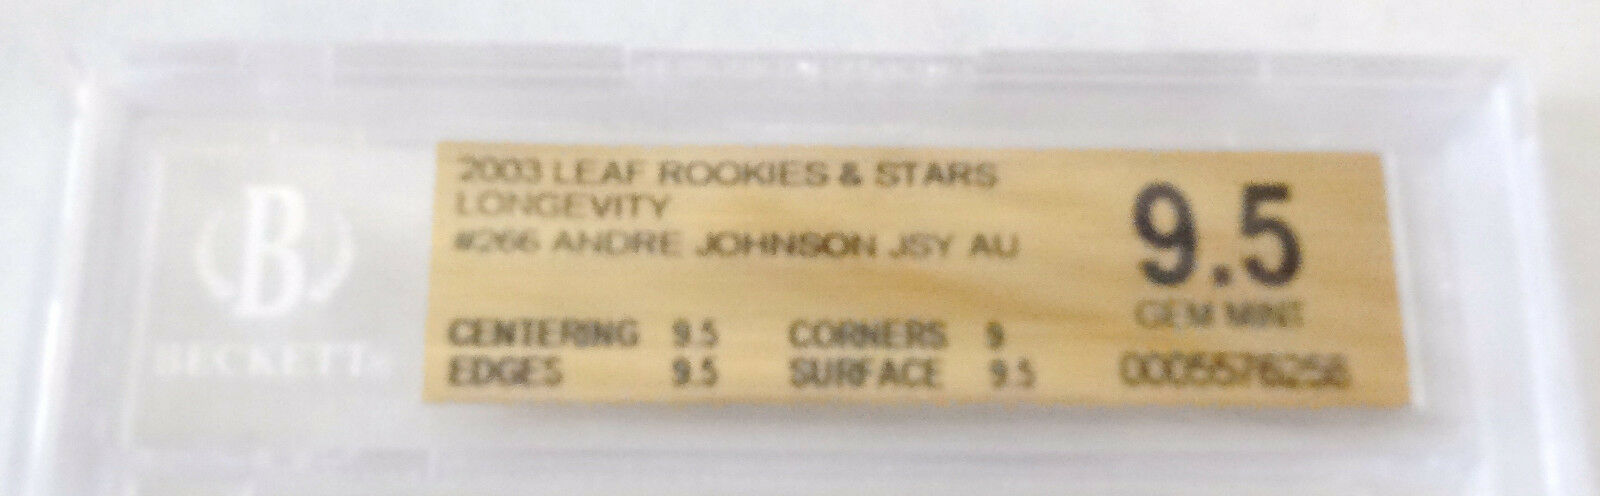 B
BECKETT
2003 LEAF ROOKIES & STARS
LONGEVITY
#266 ANDRE JOHNSON JSY AU
9.5
GEM MINT
CENTERING 9.5 CORNERS 9
EDGES 9.5 SURFACE 9.5